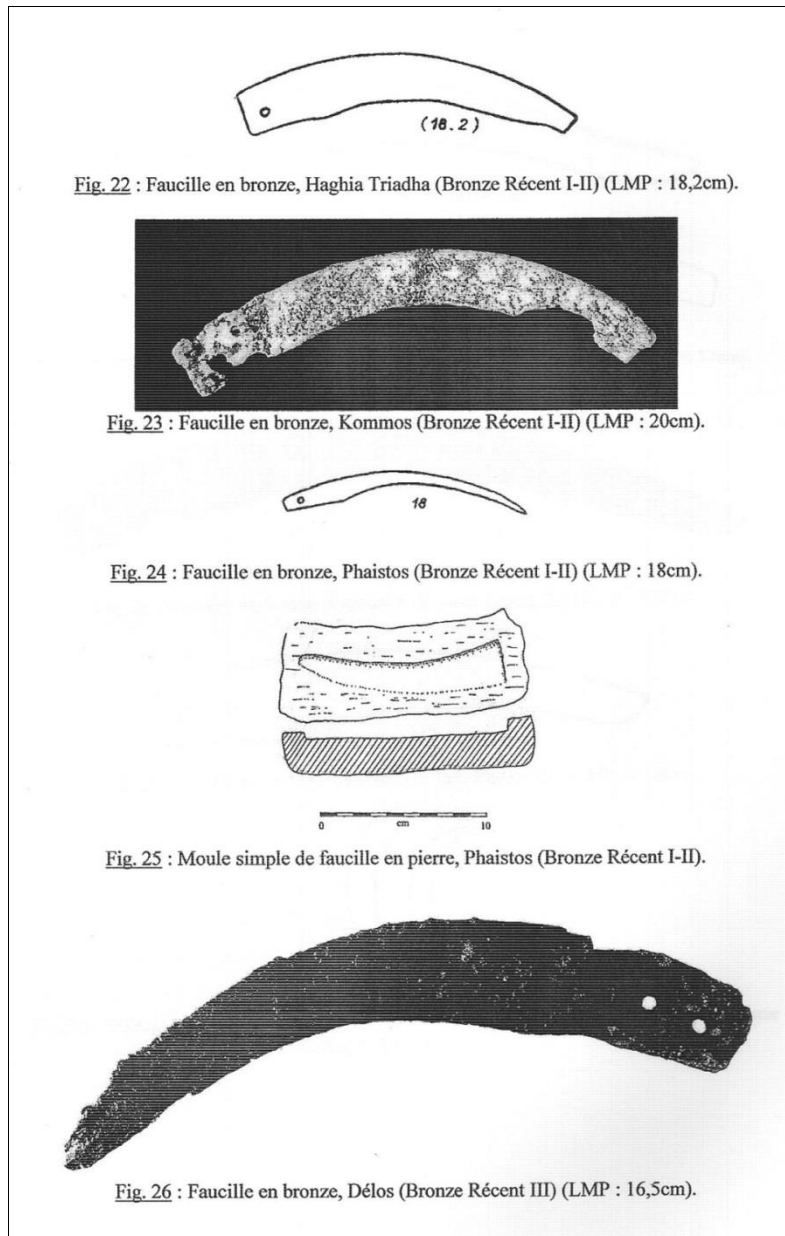 (18.2)
Fig. 22 : Faucille en bronze, Haghia Triadha (Bronze Récent I-II) (LMP : 18,2cm).
Fig. 23 : Faucille en bronze, Kommos (Bronze Récent I-II) (LMP : 20cm).
18
Fig. 24 : Faucille en bronze, Phaistos (Bronze Récent I-II) (LMP : 18cm).
0 cm 10
Fig. 25 : Moule simple de faucille en pierre, Phaistos (Bronze Récent I-II).
Fig. 26 : Faucille en bronze, Délos (Bronze Récent III) (LMP : 16,5cm).